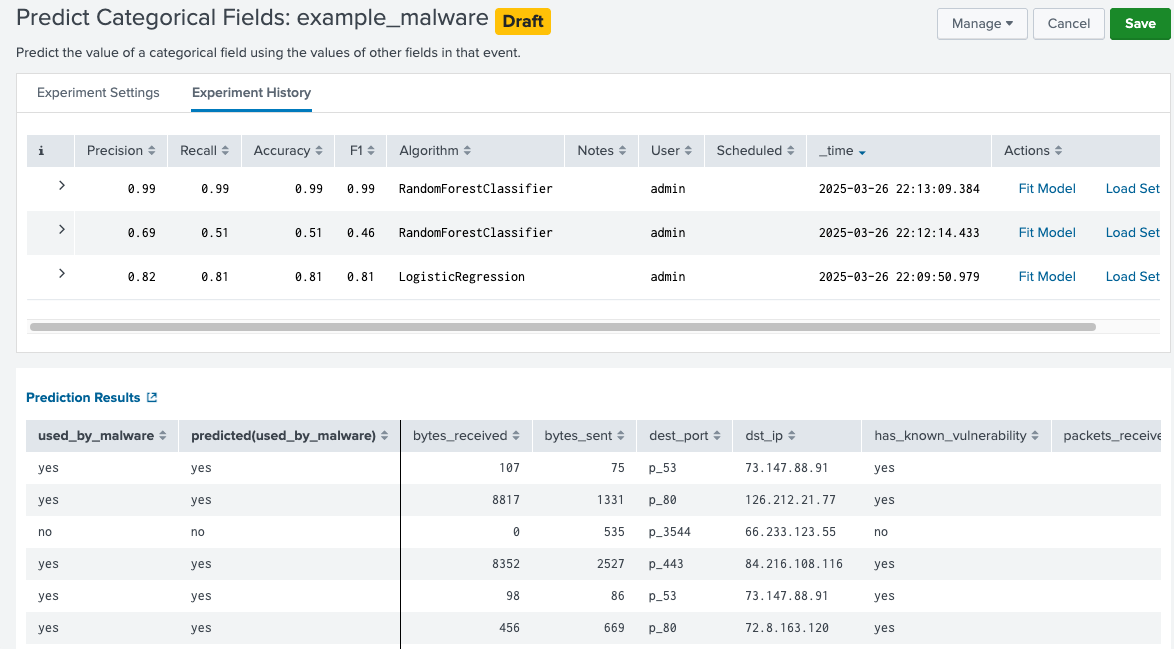 Predict Categorical Fields: example_malware Draft
Manage Cancel Save
Predict the value of a categorical field using the values of other fields in that event.
Experiment Settings Experiment History
i Precision Recall Accuracy F1 Algorithm Notes User Scheduled _time Actions
0.99 0.99 0.99 0.99 RandomForestClassifier admin 2025-03-26 22:13:09.384 Fit Model Load Set
0.69 0.51 0.51 0.46 RandomForestClassifier admin 2025-03-26 22:12:14.433 Fit Model Load Set
0.82 0.81 0.81 0.81 LogisticRegression admin 2025-03-26 22:09:50.979 Fit Model Load Set
Prediction Results
used_by_malware predicted(used_by_malware) bytes_received bytes_sent dest_port dst_ip has_known_vulnerability packets_receive
yes yes 107 75 p_53 73.147.88.91 yes
yes yes 8817 1331 p_80 126.212.21.77 yes
no no 0 535 p_3544 66.233.123.55 no
yes yes 8352 2527 p_443 84.216.108.116 yes
yes yes 98 86 p_53 73.147.88.91 yes
yes yes 456 669 p_80 72.8.163.120 yes